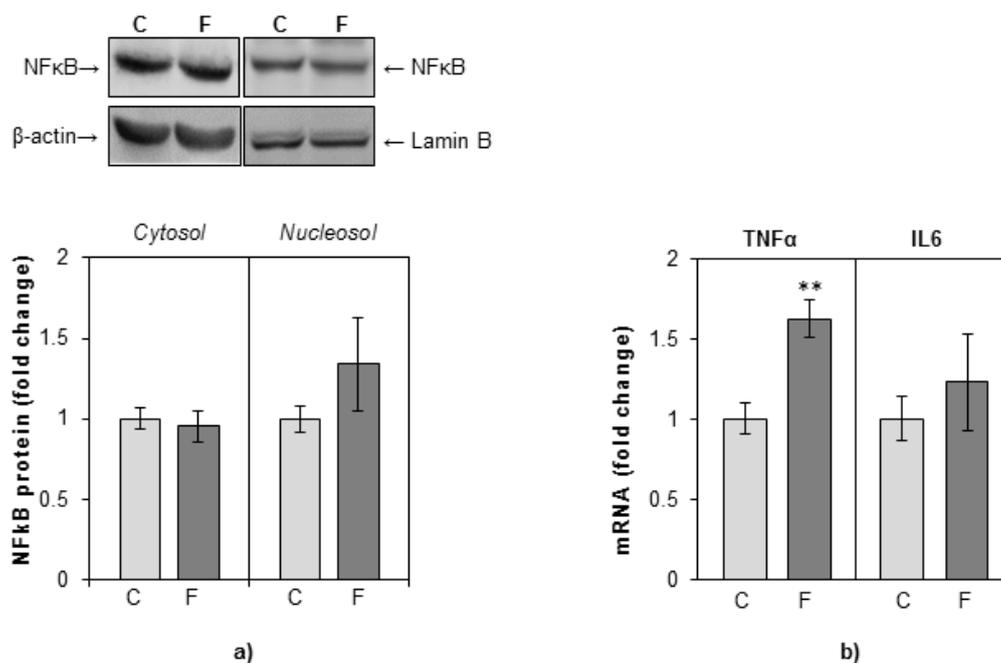 C F C F
NFκB→ ← NFκB
β-actin→ ← Lamin B
Cytosol Nucleosol
NFkB protein (fold change)
2
1.5
1
0.5
0
C F C F
a)
TNFα IL6
mRNA (fold change)
2
1.5
1
0.5
0
**
C F C F
b)